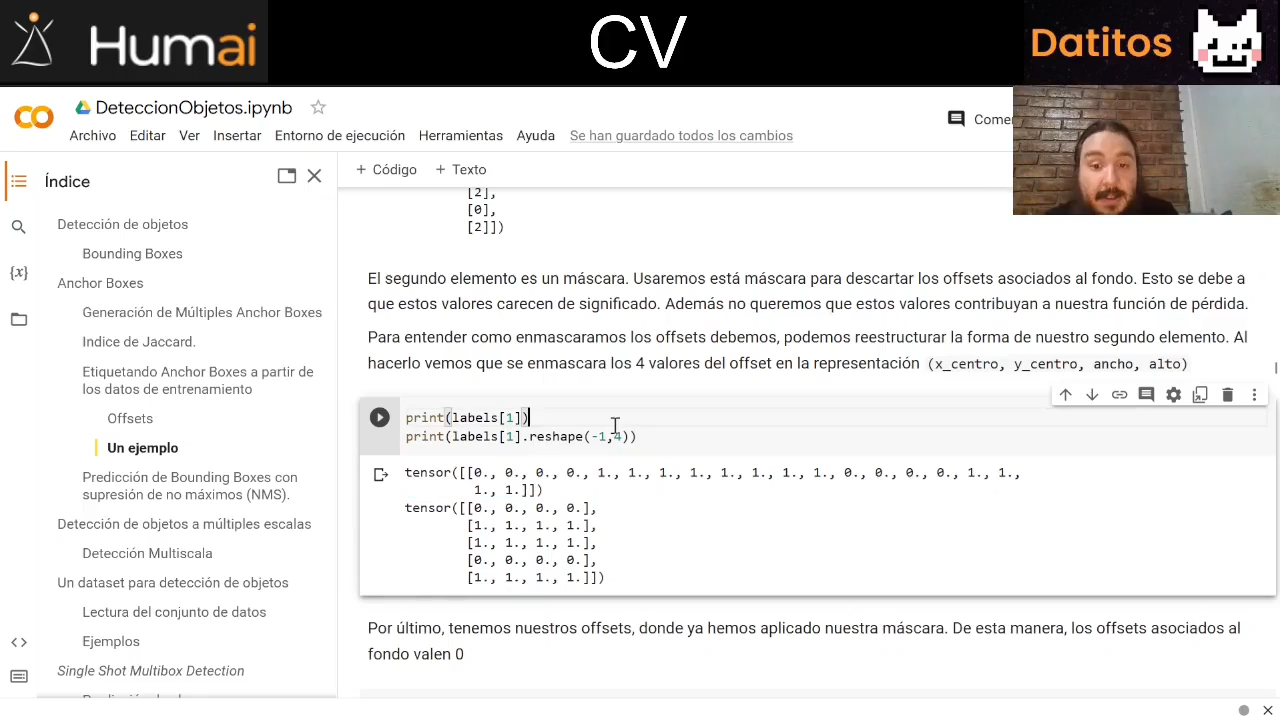 Humai
CV
Datitos
DeteccionObjetos.ipynb
Archivo Editar Ver Insertar Entorno de ejecución Herramientas Ayuda Se han guardado todos los cambios
Índice
Detección de objetos
Bounding Boxes
Anchor Boxes
Generación de Múltiples Anchor Boxes
Indice de Jaccard.
Etiquetando Anchor Boxes a partir de
los datos de entrenamiento
Offsets
Un ejemplo
Predicción de Bounding Boxes con
supresión de no máximos (NMS).
Detección de objetos a múltiples escalas
Detección Multiscala
Un dataset para detección de objetos
Lectura del conjunto de datos
Ejemplos
Single Shot Multibox Detection
+ Código + Texto
[2],
[0],
[2]])
El segundo elemento es un máscara. Usaremos está máscara para descartar los offsets asociados al fondo. Esto se debe a
que estos valores carecen de significado. Además no queremos que estos valores contribuyan a nuestra función de pérdida.
Para entender como enmascaramos los offsets debemos, podemos reestructurar la forma de nuestro segundo elemento. Al
hacerlo vemos que se enmascara los 4 valores del offset en la representación (x_centro, y_centro, ancho, alto)
print(labels[1])
print(labels[1].reshape(-1,4))
tensor([[0., 0., 0., 0., 1., 1., 1., 1., 1., 1., 1., 1., 0., 0., 0., 0., 1., 1.,
1., 1.]])
tensor([[0., 0., 0., 0.],
[1., 1., 1., 1.],
[1., 1., 1., 1.],
[0., 0., 0., 0.],
[1., 1., 1., 1.]])
Por último, tenemos nuestros offsets, donde ya hemos aplicado nuestra máscara. De esta manera, los offsets asociados al
fondo valen 0